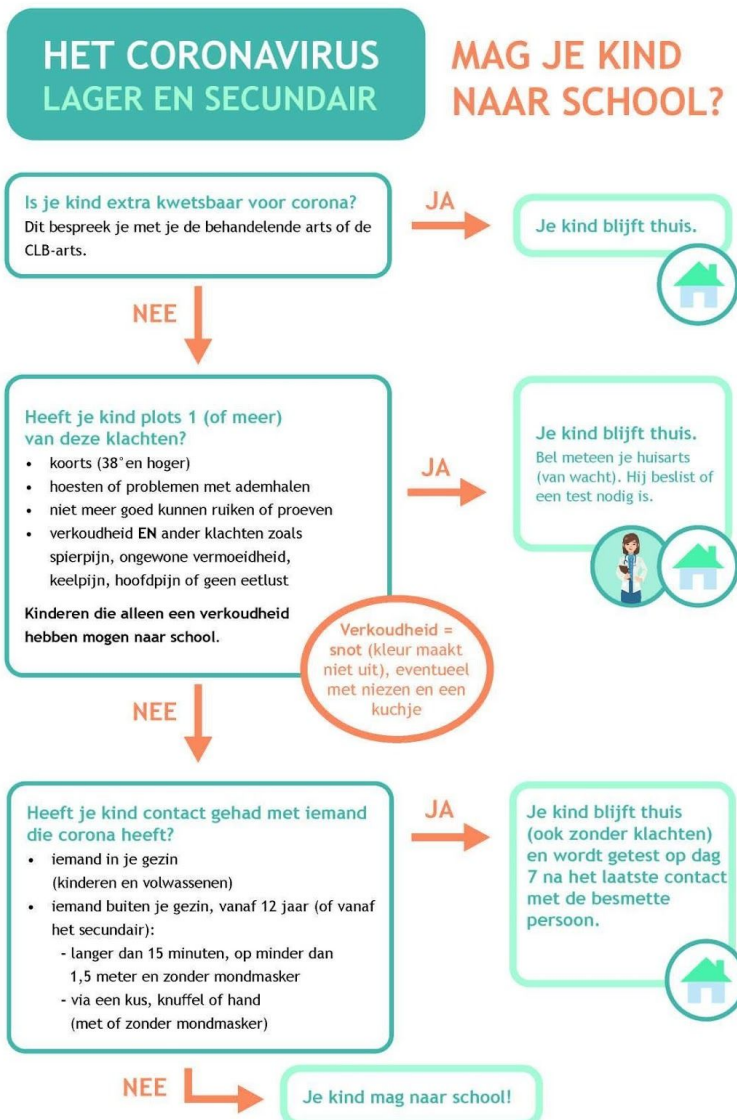 HET CORONAVIRUS
LAGER EN SECUNDAIR
MAG JE KIND
NAAR SCHOOL?
Is je kind extra kwetsbaar voor corona?
Dit bespreek je met je de behandelende arts of de
CLB-arts.
JA
Je kind blijft thuis.
NEE
Heeft je kind plots 1 (of meer)
van deze klachten?
• koorts (38° en hoger)
• hoesten of problemen met ademhalen
• niet meer goed kunnen ruiken of proeven
• verkoudheid EN ander klachten zoals
spierpijn, ongewone vermoeidheid,
keelpijn, hoofdpijn of geen eetlust
Kinderen die alleen een verkoudheid
hebben mogen naar school.
JA
Je kind blijft thuis.
Bel meteen je huisarts
(van wacht). Hij beslist of
een test nodig is.
Verkoudheid =
snot (kleur maakt
niet uit), eventueel
met niezen en een
kuchje
NEE
Heeft je kind contact gehad met iemand
die corona heeft?
• iemand in je gezin
(kinderen en volwassenen)
• iemand buiten je gezin, vanaf 12 jaar (of vanaf
het secundair):
- langer dan 15 minuten, op minder dan
1,5 meter en zonder mondmasker
- via een kus, knuffel of hand
(met of zonder mondmasker)
JA
Je kind blijft thuis
(ook zonder klachten)
en wordt getest op dag
7 na het laatste contact
met de besmette
persoon.
NEE
Je kind mag naar school!